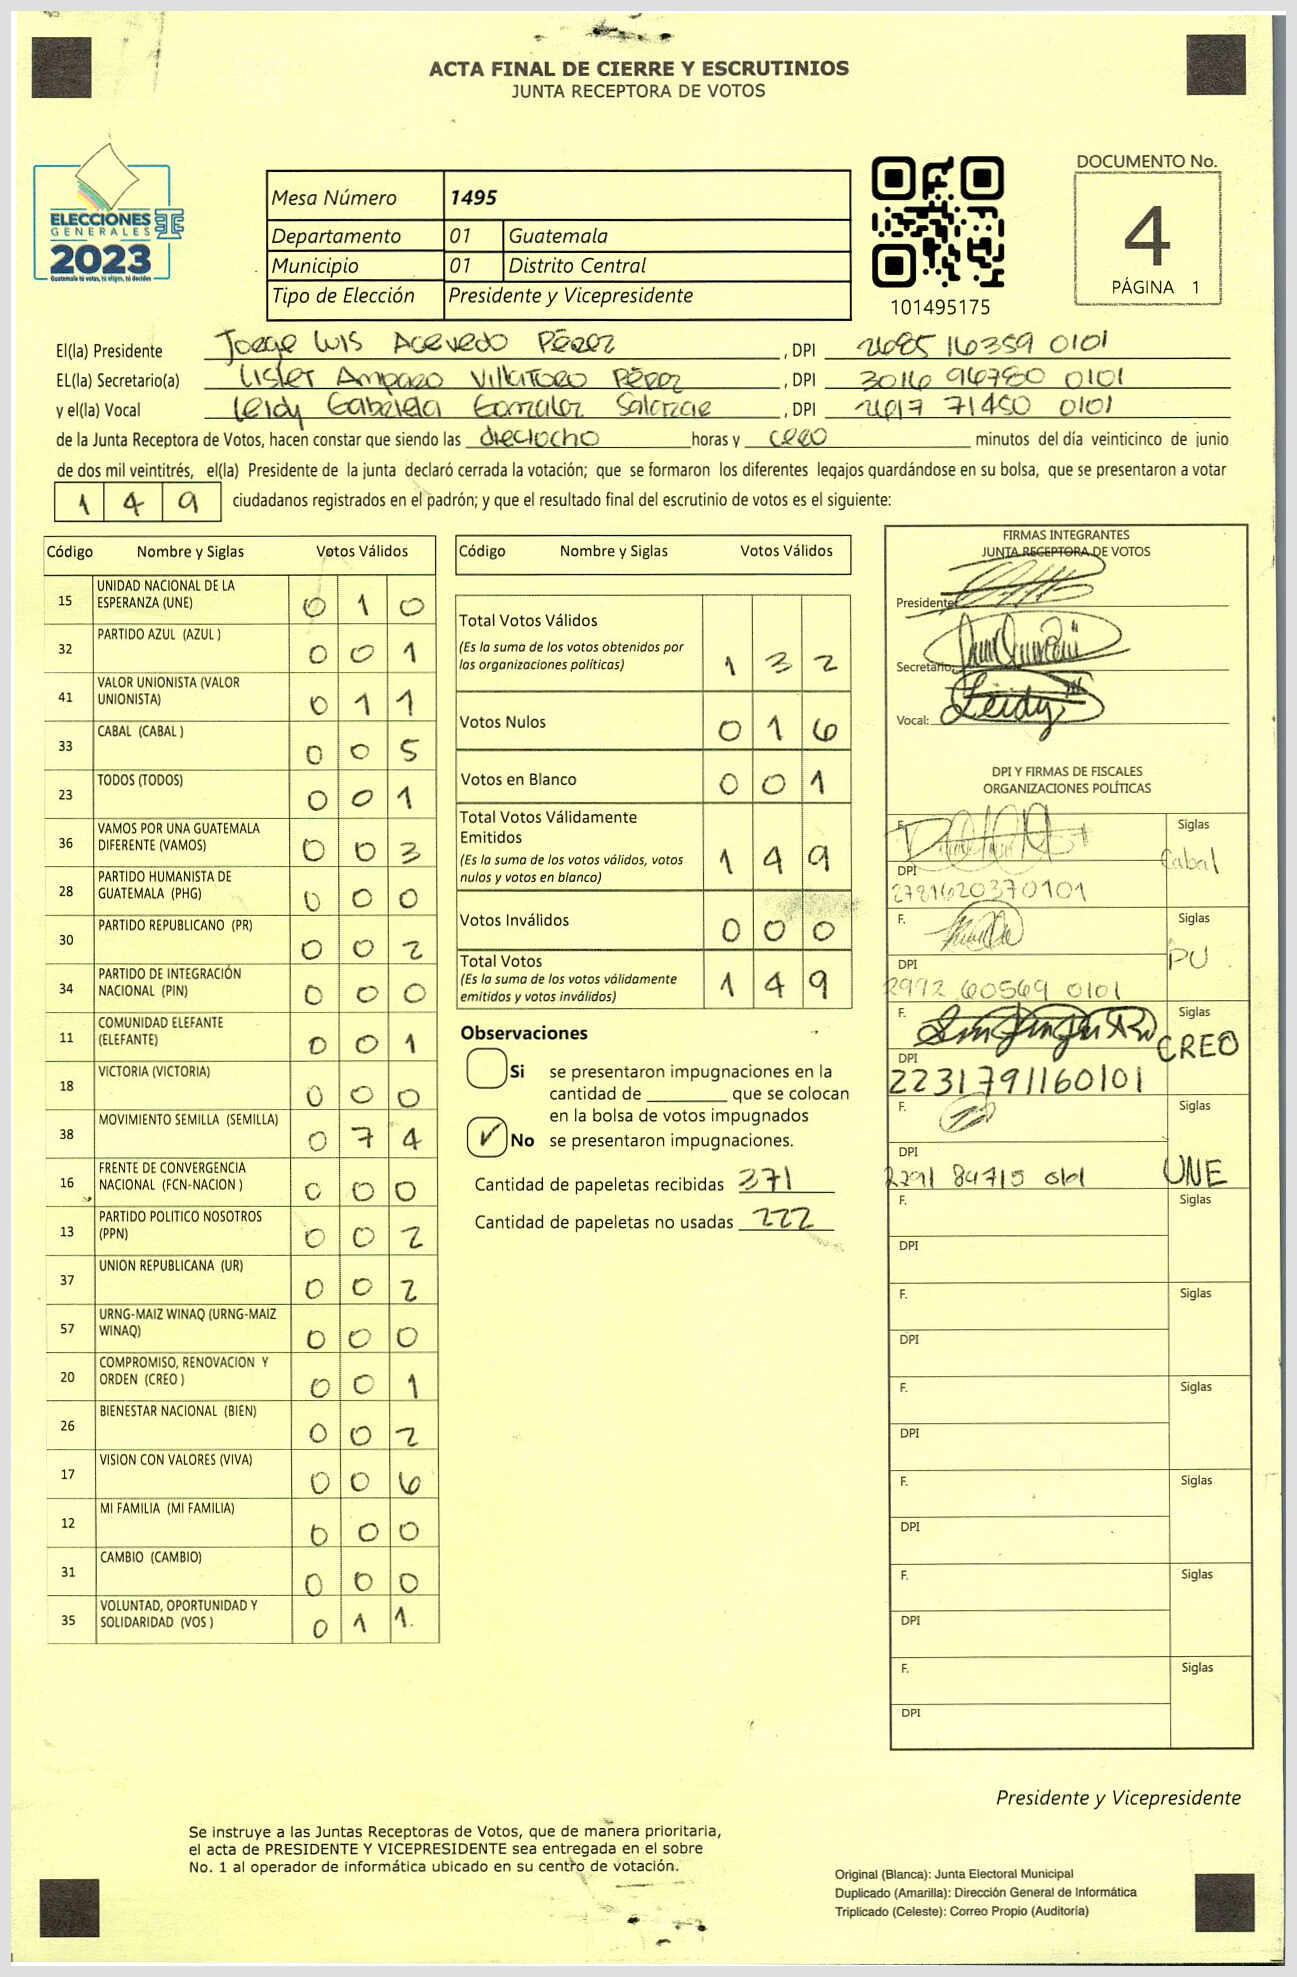 ACTA FINAL DE CIERRE Y ESCRUTINIOS
JUNTA RECEPTORA DE VOTOS
ELECCIONES
GENERALES
2023
Guatemala tú votas, tú eliges, tú decides
Mesa Número 1495
Departamento 01 Guatemala
Municipio 01 Distrito Central
Tipo de Elección Presidente y Vicepresidente
101495175
DOCUMENTO No.
4
PÁGINA 1
El(la) Presidente Jorge Luis Acevedo Pérez, DPI 2685 16359 0101
EL(la) Secretario(a) Lister Amparo Villatoro Pérez, DPI 3016 96780 0101
y el(la) Vocal Leidy Gabriela Gonzalez Salazar, DPI 2617 71450 0101
de la Junta Receptora de Votos, hacen constar que siendo las dieciocho horas y cero minutos del día veinticinco de junio
de dos mil veintitrés, el(la) Presidente de la junta declaró cerrada la votación; que se formaron los diferentes legajos guardándose en su bolsa, que se presentaron a votar
1 4 9 ciudadanos registrados en el padrón; y que el resultado final del escrutinio de votos es el siguiente:
Código Nombre y Siglas Votos Válidos
15 UNIDAD NACIONAL DE LA ESPERANZA (UNE) 0 1 0
32 PARTIDO AZUL (AZUL ) 0 0 1
41 VALOR UNIONISTA (VALOR UNIONISTA) 0 1 1
33 CABAL (CABAL ) 0 0 5
23 TODOS (TODOS) 0 0 1
36 VAMOS POR UNA GUATEMALA DIFERENTE (VAMOS) 0 0 3
28 PARTIDO HUMANISTA DE GUATEMALA (PHG) 0 0 0
30 PARTIDO REPUBLICANO (PR) 0 0 2
34 PARTIDO DE INTEGRACIÓN NACIONAL (PIN) 0 0 0
11 COMUNIDAD ELEFANTE (ELEFANTE) 0 0 1
18 VICTORIA (VICTORIA) 0 0 0
38 MOVIMIENTO SEMILLA (SEMILLA) 0 7 4
16 FRENTE DE CONVERGENCIA NACIONAL (FCN-NACION ) 0 0 0
13 PARTIDO POLITICO NOSOTROS (PPN) 0 0 2
37 UNION REPUBLICANA (UR) 0 0 2
57 URNG-MAIZ WINAQ (URNG-MAIZ WINAQ) 0 0 0
20 COMPROMISO, RENOVACION Y ORDEN (CREO ) 0 0 1
26 BIENESTAR NACIONAL (BIEN) 0 0 2
17 VISION CON VALORES (VIVA) 0 0 6
12 MI FAMILIA (MI FAMILIA) 0 0 0
31 CAMBIO (CAMBIO) 0 0 0
35 VOLUNTAD, OPORTUNIDAD Y SOLIDARIDAD (VOS ) 0 1 1
Código Nombre y Siglas Votos Válidos
Total Votos Válidos
(Es la suma de los votos obtenidos por
las organizaciones políticas) 1 3 2
Votos Nulos 0 1 6
Votos en Blanco 0 0 1
Total Votos Válidamente
Emitidos
(Es la suma de los votos válidos, votos
nulos y votos en blanco) 1 4 9
Votos Inválidos 0 0 0
Total Votos
(Es la suma de los votos válidamente
emitidos y votos inválidos) 1 4 9
Observaciones
Si se presentaron impugnaciones en la
cantidad de ________ que se colocan
en la bolsa de votos impugnados
No se presentaron impugnaciones.
Cantidad de papeletas recibidas 371
Cantidad de papeletas no usadas 222
FIRMAS INTEGRANTES
JUNTA RECEPTORA DE VOTOS
Presidente:
Secretario:
Vocal: Leidy
DPI Y FIRMAS DE FISCALES
ORGANIZACIONES POLÍTICAS
F. Siglas
Cabal
DPI
2781620370101
F. Siglas
PU
DPI
2992 60569 0101
F. Siglas
CREO
DPI
2231791160101
F. Siglas
DPI
2291 84715 0101 UNE
F. Siglas
DPI
F. Siglas
DPI
F. Siglas
DPI
F. Siglas
DPI
F. Siglas
DPI
F. Siglas
DPI
Presidente y Vicepresidente
Se instruye a las Juntas Receptoras de Votos, que de manera prioritaria,
el acta de PRESIDENTE Y VICEPRESIDENTE sea entregada en el sobre
No. 1 al operador de informática ubicado en su centro de votación.
Original (Blanca): Junta Electoral Municipal
Duplicado (Amarilla): Dirección General de Informática
Triplicado (Celeste): Correo Propio (Auditoría)